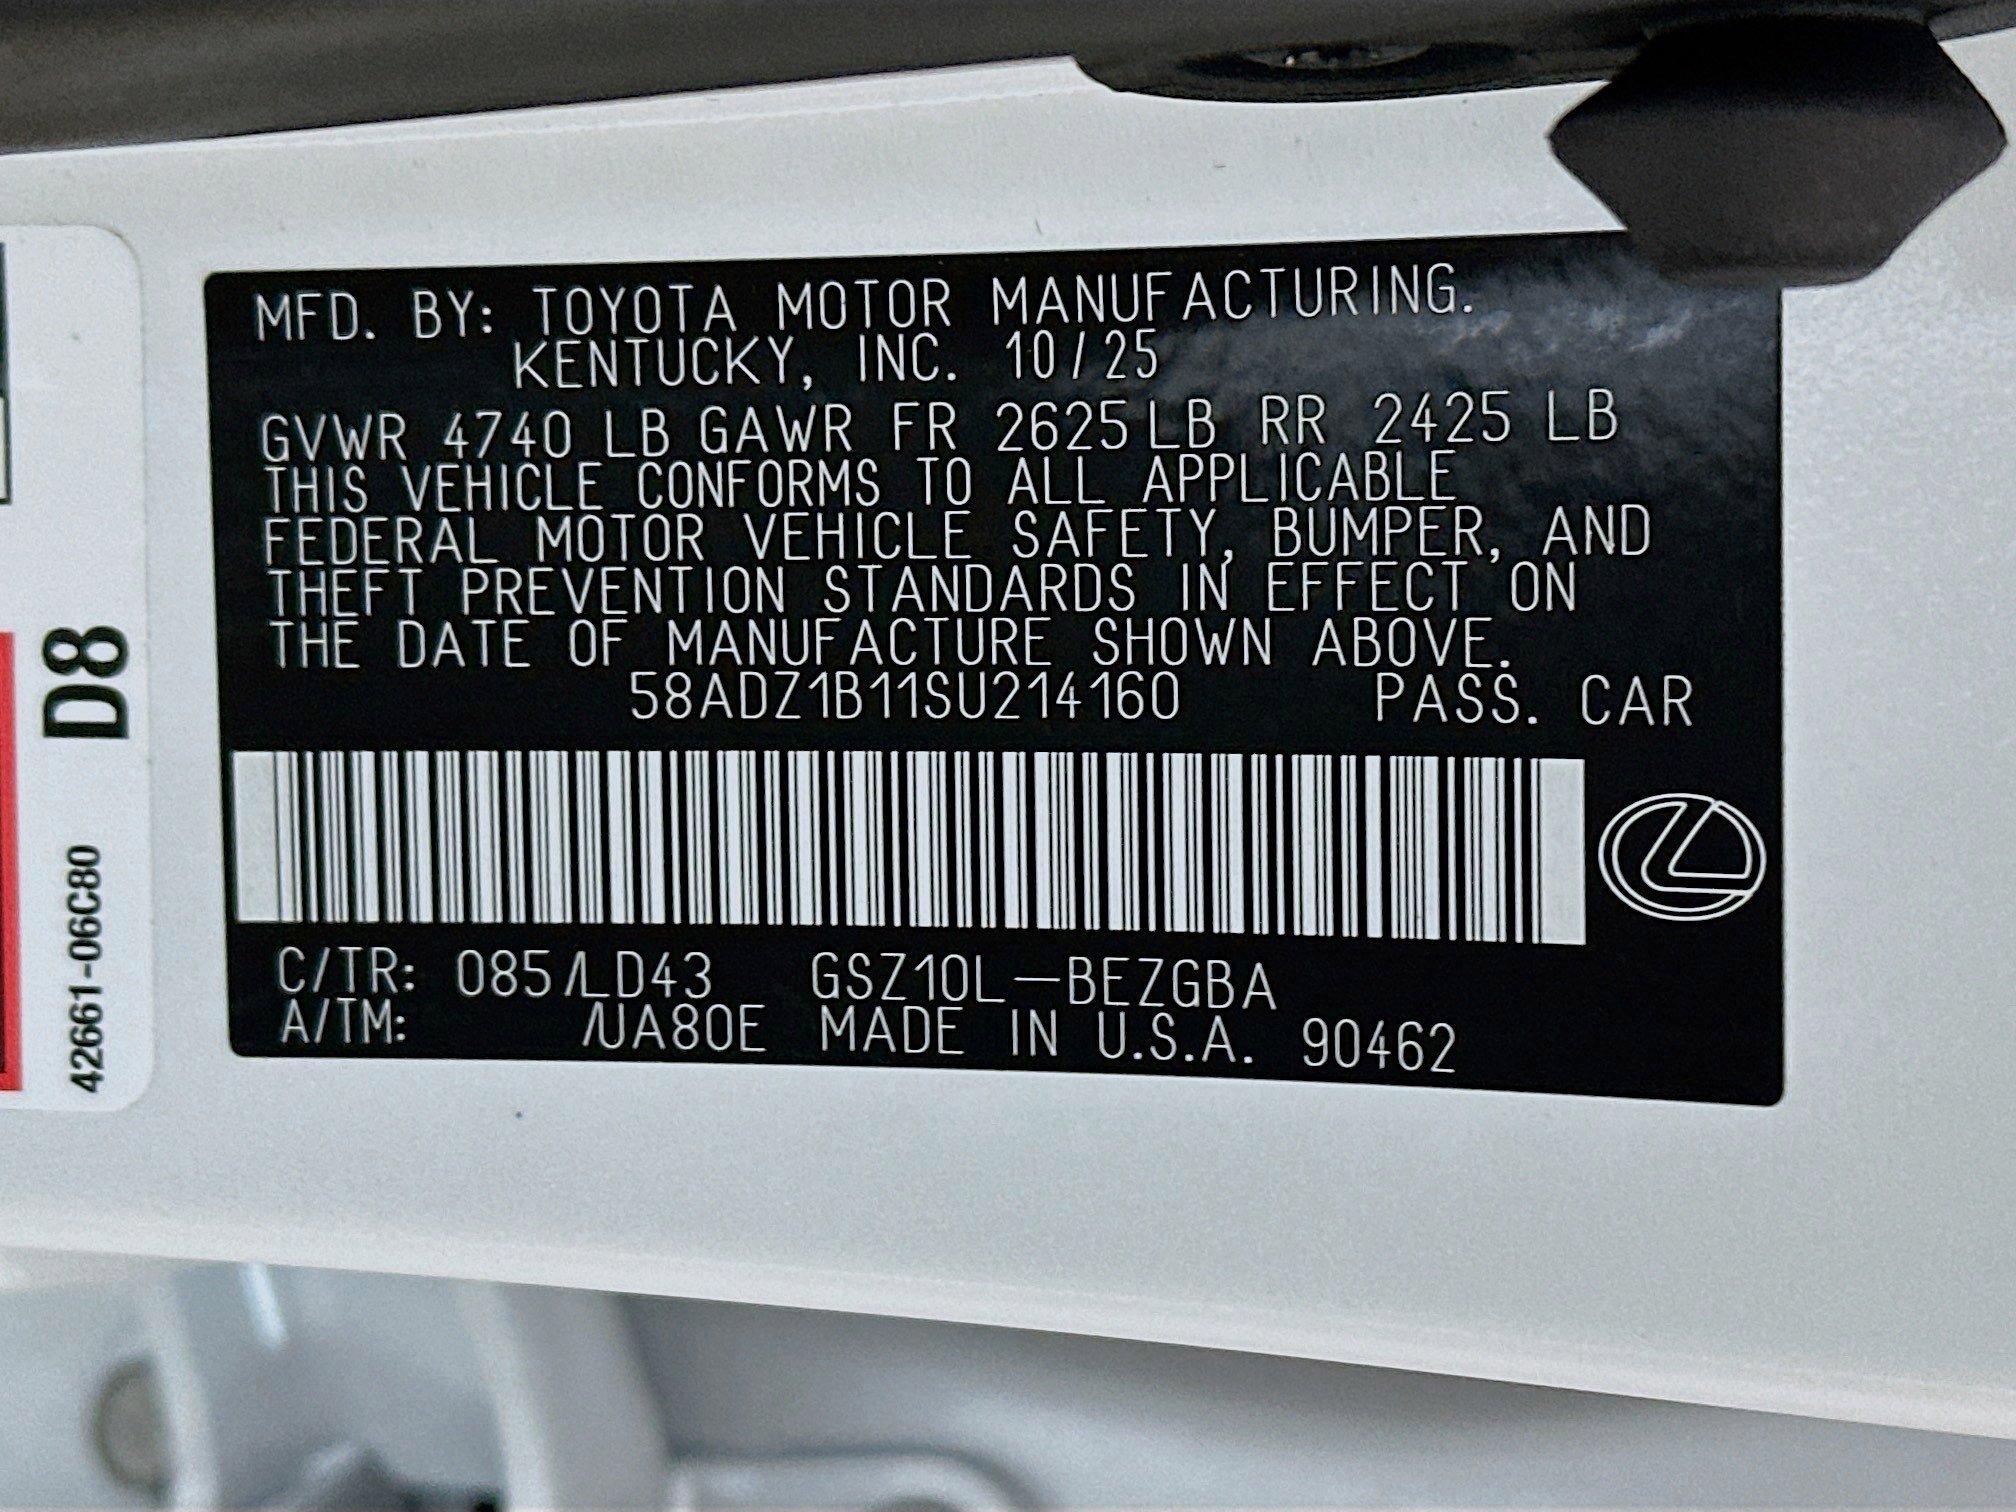 MFD. BY: TOYOTA MOTOR MANUFACTURING.
KENTUCKY, INC. 10/25
GVWR 4740 LB GAWR FR 2625 LB RR 2425 LB
THIS VEHICLE CONFORMS TO ALL APPLICABLE
FEDERAL MOTOR VEHICLE SAFETY, BUMPER, AND
THEFT PREVENTION STANDARDS IN EFFECT ON
THE DATE OF MANUFACTURE SHOWN ABOVE.
58ADZ1B11SU214160 PASS. CAR
C/TR: 085/LD43 GSZ10L-BEZGBA
A/TM: /UA80E MADE IN U.S.A. 90462
D8
42661-06C80